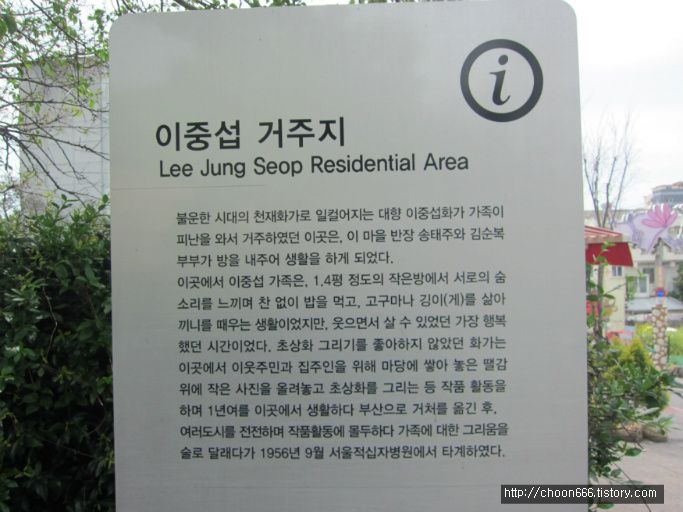 i
이중섭 거주지
Lee Jung Seop Residential Area
불운한 시대의 천재화가로 일컬어지는 대향 이중섭화가 가족이
피난을 와서 거주하였던 이곳은, 이 마을 반장 송태주와 김순복
부부가 방을 내주어 생활을 하게 되었다.
이곳에서 이중섭 가족은, 1.4평 정도의 작은방에서 서로의 숨
소리를 느끼며 찬 없이 밥을 먹고, 고구마나 깅이(게)를 삶아
끼니를 때우는 생활이었지만, 웃으면서 살 수 있었던 가장 행복
했던 시간이었다. 초상화 그리기를 좋아하지 않았던 화가는
이곳에서 이웃주민과 집주인을 위해 마당에 쌓아 놓은 땔감
위에 작은 사진을 올려놓고 초상화를 그리는 등 작품 활동을
하며 1년여를 이곳에서 생활하다 부산으로 거처를 옮긴 후,
여러도시를 전전하며 작품활동에 몰두하다 가족에 대한 그리움을
술로 달래다가 1956년 9월 서울적십자병원에서 타계하였다.
http://choon666.tistory.com